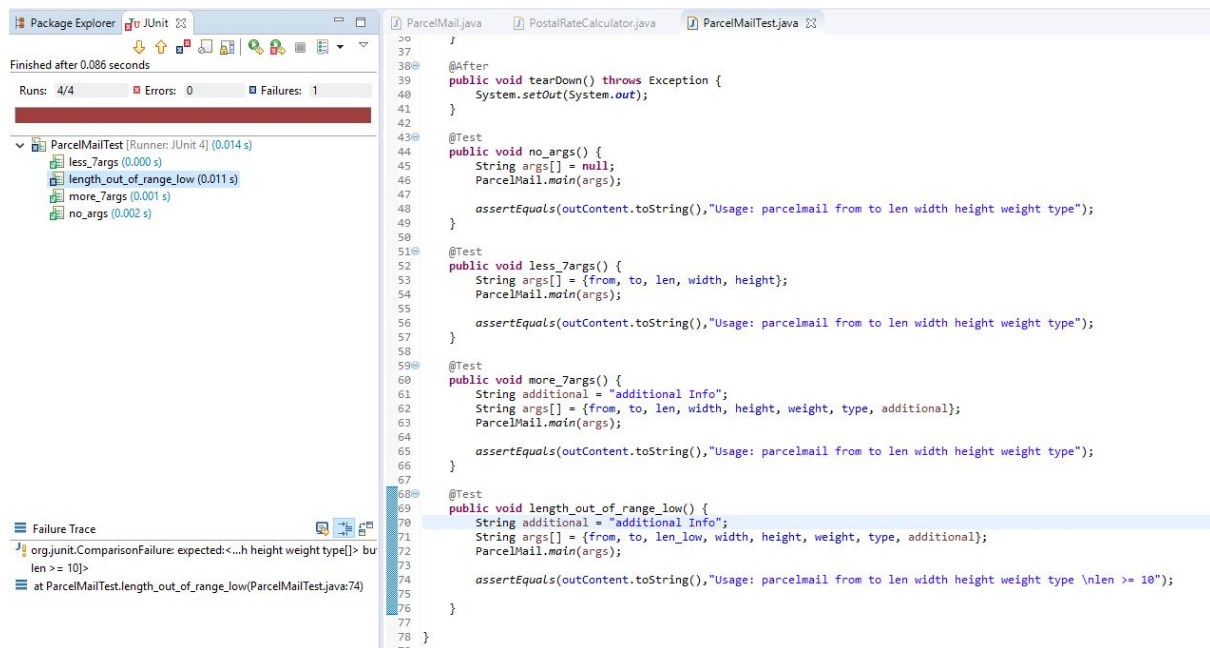 Package Explorer JUnit
Finished after 0.086 seconds
Runs: 4/4 Errors: 0 Failures: 1
ParcelMailTest [Runner: JUnit 4] (0.014 s)
less_7args (0.000 s)
length_out_of_range_low (0.011 s)
more_7args (0.001 s)
no_args (0.002 s)
Failure Trace
org.junit.ComparisonFailure: expected:<...h height weight type[]> bu
len >= 10]>
at ParcelMailTest.length_out_of_range_low(ParcelMailTest.java:74)
ParcelMail.java PostalRateCalculator.java ParcelMailTest.java
36 }
37
38 @After
39 public void tearDown() throws Exception {
40 System.setOut(System.out);
41 }
42
43 @Test
44 public void no_args() {
45 String args[] = null;
46 ParcelMail.main(args);
47
48 assertEquals(outContent.toString(),"Usage: parcelmail from to len width height weight type");
49 }
50
51 @Test
52 public void less_7args() {
53 String args[] = {from, to, len, width, height};
54 ParcelMail.main(args);
55
56 assertEquals(outContent.toString(),"Usage: parcelmail from to len width height weight type");
57 }
58
59 @Test
60 public void more_7args() {
61 String additional = "additional Info";
62 String args[] = {from, to, len, width, height, weight, type, additional};
63 ParcelMail.main(args);
64
65 assertEquals(outContent.toString(),"Usage: parcelmail from to len width height weight type");
66 }
67
68 @Test
69 public void length_out_of_range_low() {
70 String additional = "additional Info";
71 String args[] = {from, to, len_low, width, height, weight, type, additional};
72 ParcelMail.main(args);
73
74 assertEquals(outContent.toString(),"Usage: parcelmail from to len width height weight type \nlen >= 10");
75
76 }
77
78 }